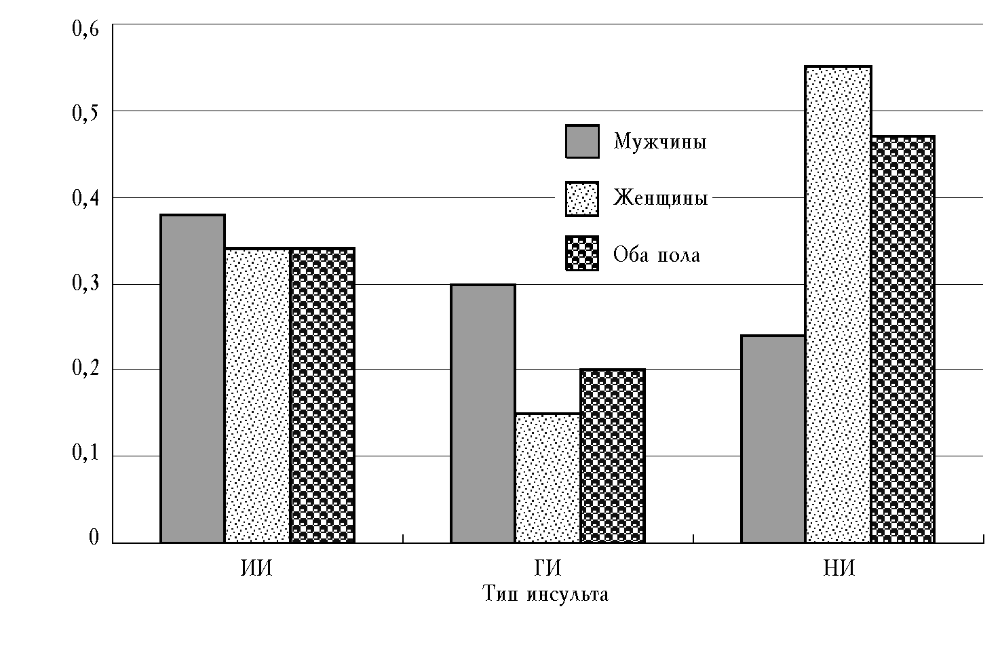 0,6
0,5
0,4
0,3
0,2
0,1
0
Мужчины
Женщины
Оба пола
ИИ
ГИ
НИ
Тип инсульта